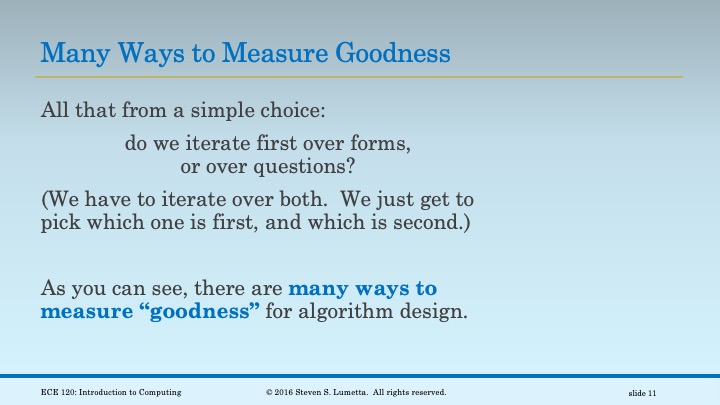 Many Ways to Measure Goodness
All that from a simple choice:
do we iterate first over forms,
or over questions?
(We have to iterate over both.  We just get to
pick which one is first, and which is second.)
As you can see, there are many ways to
measure “goodness” for algorithm design.
ECE 120: Introduction to Computing
© 2016 Steven S. Lumetta.  All rights reserved.
slide 11